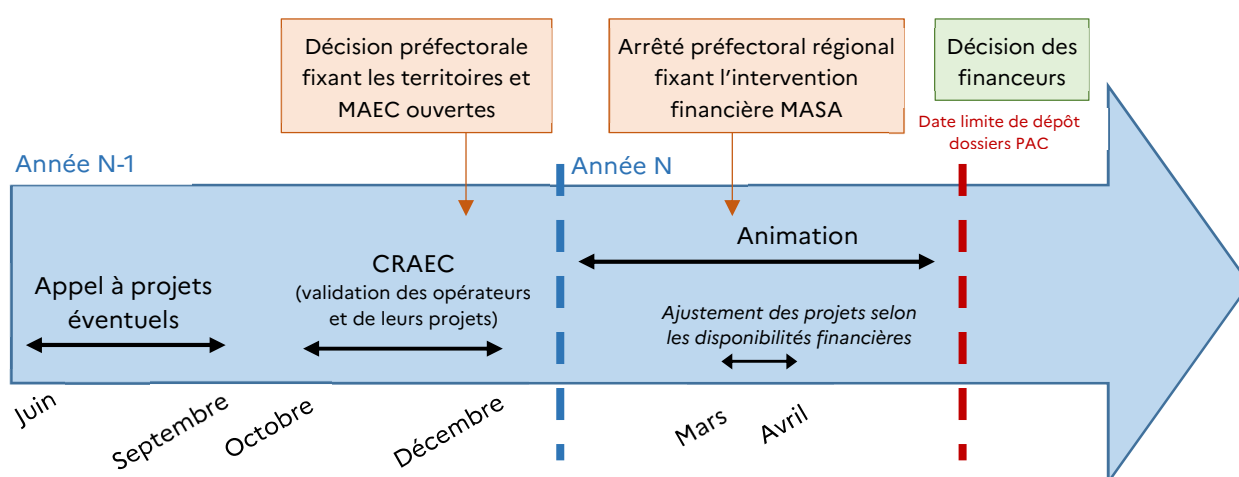 Décision préfectorale
fixant les territoires et
MAEC ouvertes
Arrêté préfectoral régional
fixant l'intervention
financière MASA
Décision des
financeurs
Date limite de dépôt
dossiers PAC
Année N-1
Année N
Appel à projets
éventuels
CRAEC
(validation des opérateurs
et de leurs projets)
Animation
Ajustement des projets selon
les disponibilités financières
Juin
Septembre
Octobre
Décembre
Mars
Avril